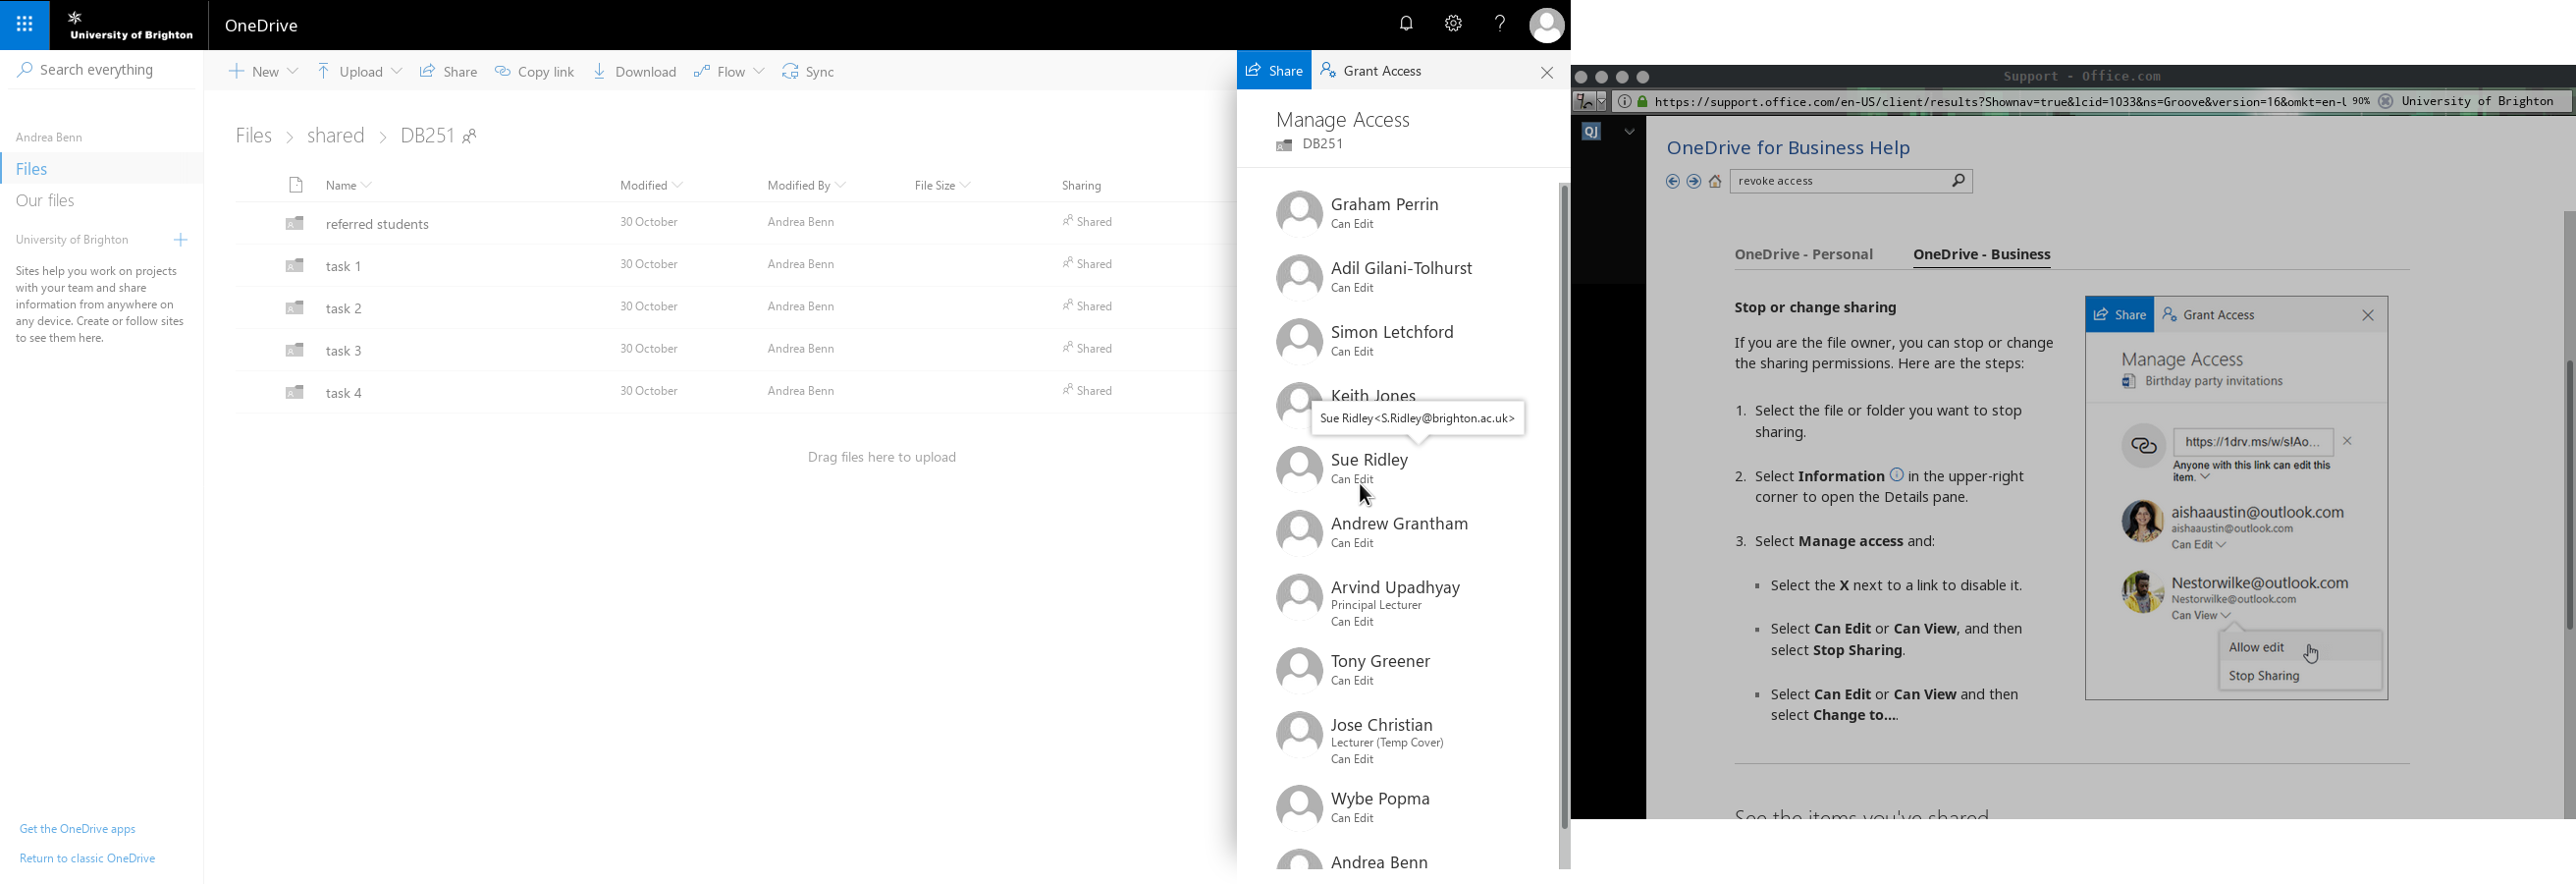 University of Brighton
OneDrive
Search everything
New
Upload
Share
Copy link
Download
Flow
Sync
Andrea Benn
Files
Our files
University of Brighton
Sites help you work on projects
with your team and share
information from anywhere on
any device. Create or follow sites
to see them here.
Get the OneDrive apps
Return to classic OneDrive
Files > shared > DB251
Name Modified Modified By File Size Sharing
referred students 30 October Andrea Benn Shared
task 1 30 October Andrea Benn Shared
task 2 30 October Andrea Benn Shared
task 3 30 October Andrea Benn Shared
task 4 30 October Andrea Benn Shared
Drag files here to upload
Share Grant Access
Manage Access
DB251
Graham Perrin
Can Edit
Adil Gilani-Tolhurst
Can Edit
Simon Letchford
Can Edit
Keith Jones
Sue Ridley<S.Ridley@brighton.ac.uk>
Sue Ridley
Can Edit
Andrew Grantham
Can Edit
Arvind Upadhyay
Principal Lecturer
Can Edit
Tony Greener
Can Edit
Jose Christian
Lecturer (Temp Cover)
Can Edit
Wybe Popma
Can Edit
Andrea Benn
Support - Office.com
https://support.office.com/en-US/client/results?Shownav=true&lcid=1033&ns=Groove&version=16&omkt=en-U 90% University of Brighton
QJ
OneDrive for Business Help
revoke access
OneDrive - Personal OneDrive - Business
Stop or change sharing
If you are the file owner, you can stop or change
the sharing permissions. Here are the steps:
1. Select the file or folder you want to stop
sharing.
2. Select Information in the upper-right
corner to open the Details pane.
3. Select Manage access and:
▪ Select the X next to a link to disable it.
▪ Select Can Edit or Can View, and then
select Stop Sharing.
▪ Select Can Edit or Can View and then
select Change to....
Share Grant Access
Manage Access
Birthday party invitations
https://1drv.ms/w/s!Ao...
Anyone with this link can edit this
item.
aishaaustin@outlook.com
aishaaustin@outlook.com
Can Edit
Nestorwilke@outlook.com
Nestorwilke@outlook.com
Can View
Allow edit
Stop Sharing
See the items you've shared